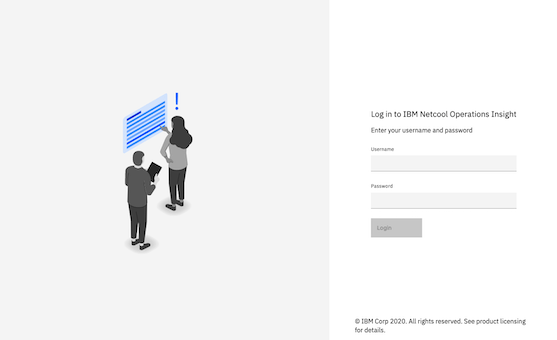 Log in to IBM Netcool Operations Insight
Enter your username and password
Username
Password
Login
© IBM Corp 2020. All rights reserved. See product licensing
for details.